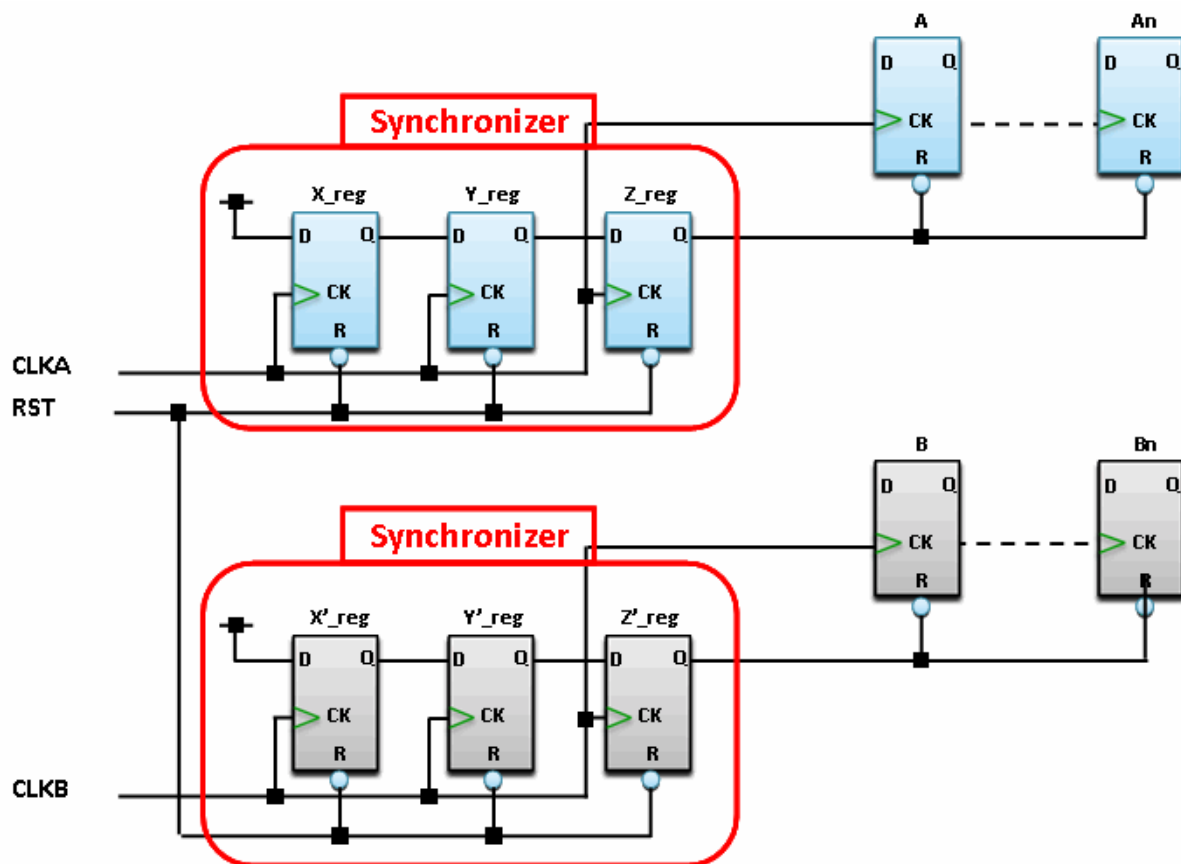 A An
D Q D Q
CK CK
R R
Synchronizer
X_reg Y_reg Z_reg
D Q D Q D Q
CK CK CK
R R R
CLKA
RST
B Bn
D Q D Q
CK CK
R R
Synchronizer
X'_reg Y'_reg Z'_reg
D Q D Q D Q
CK CK CK
R R R
CLKB